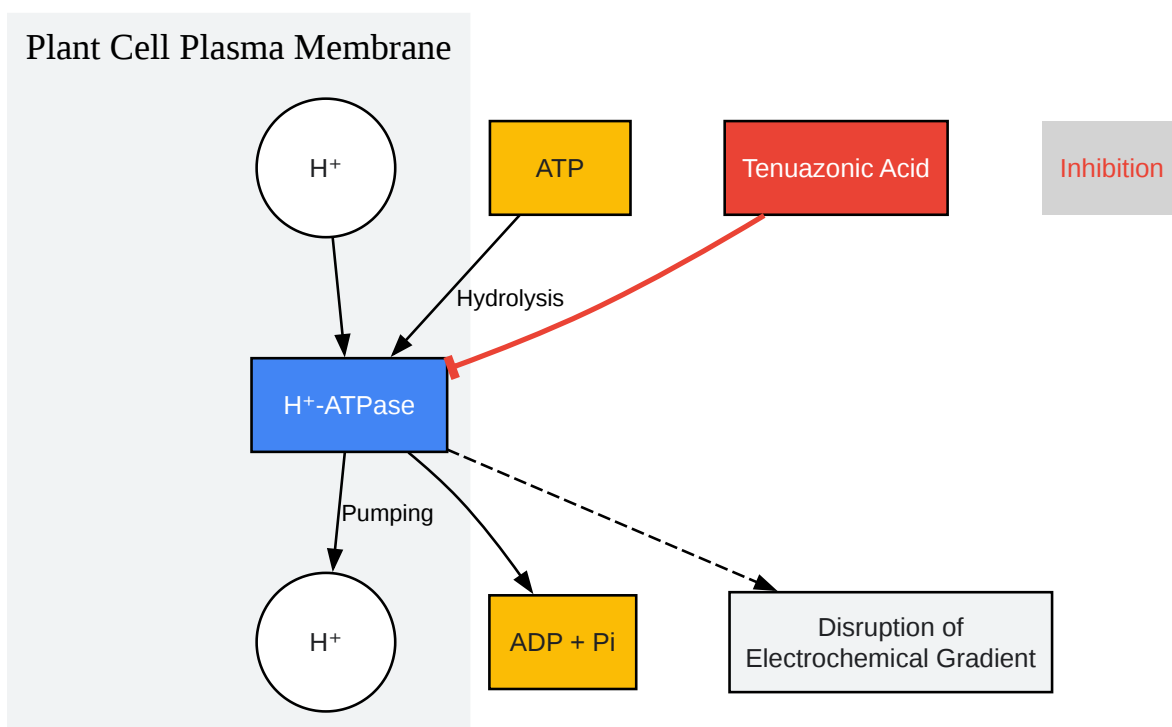 Plant Cell Plasma Membrane
H⁺
ATP
Tenuazonic Acid
Inhibition
Hydrolysis
H⁺-ATPase
Pumping
H⁺
ADP + Pi
Disruption of
Electrochemical Gradient